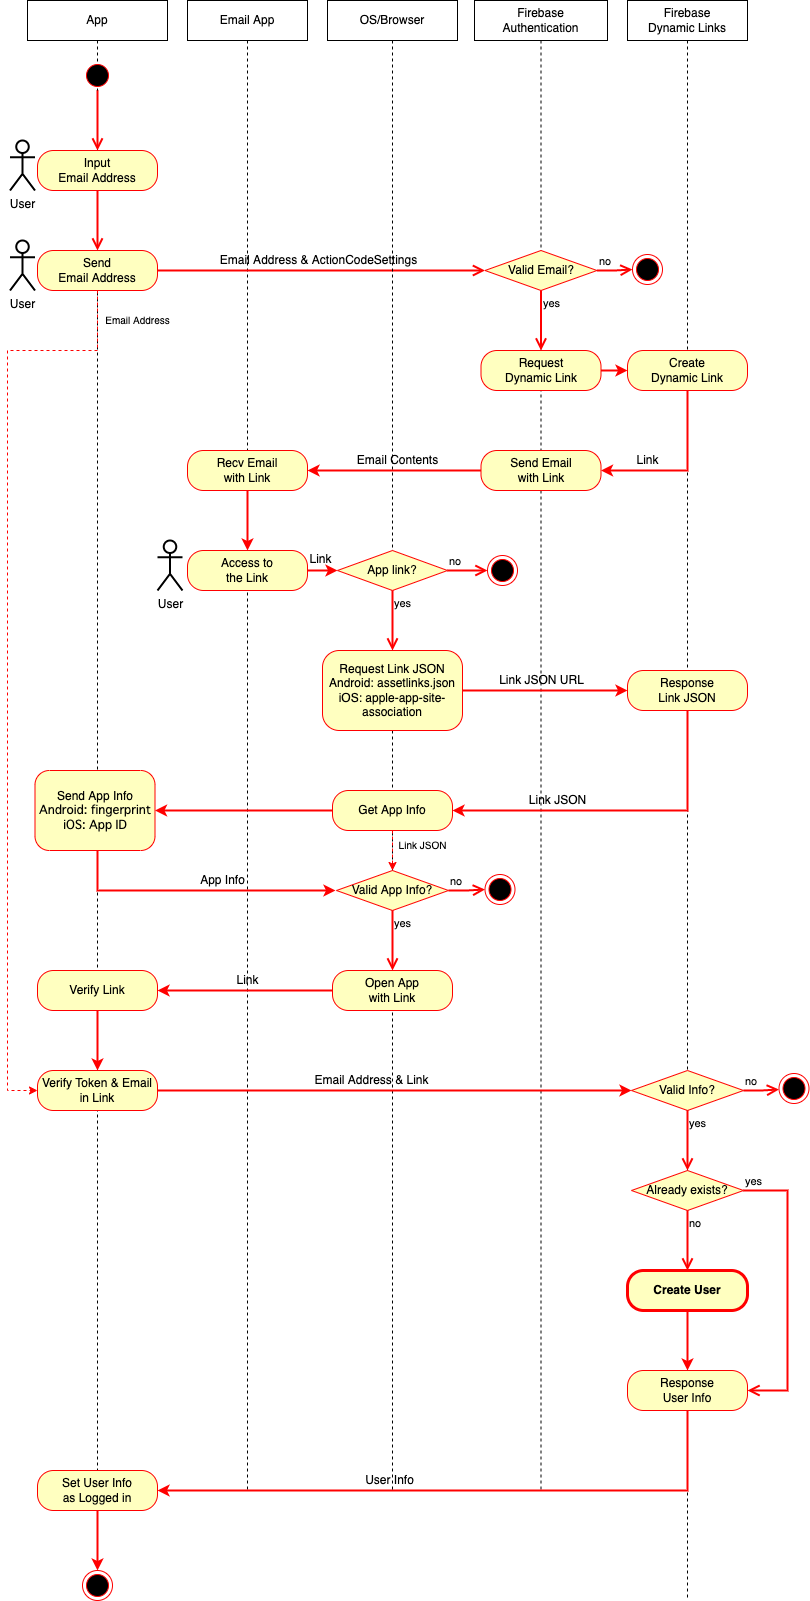 App
Email App
OS/Browser
Firebase
Authentication
Firebase
Dynamic Links
Input
Email Address
User
Send
Email Address
User
Email Address & ActionCodeSettings
Valid Email?
no
yes
Email Address
Request
Dynamic Link
Create
Dynamic Link
Recv Email
with Link
Email Contents
Send Email
with Link
Link
Access to
the Link
User
Link
App link?
no
yes
Request Link JSON
Android: assetlinks.json
iOS: apple-app-site-
association
Link JSON URL
Response
Link JSON
Send App Info
Android: fingerprint
iOS: App ID
Get App Info
Link JSON
Link JSON
App Info
Valid App Info?
no
yes
Verify Link
Link
Open App
with Link
Verify Token & Email
in Link
Email Address & Link
Valid Info?
no
yes
Already exists?
yes
no
Create User
Response
User Info
Set User Info
as Logged in
User Info